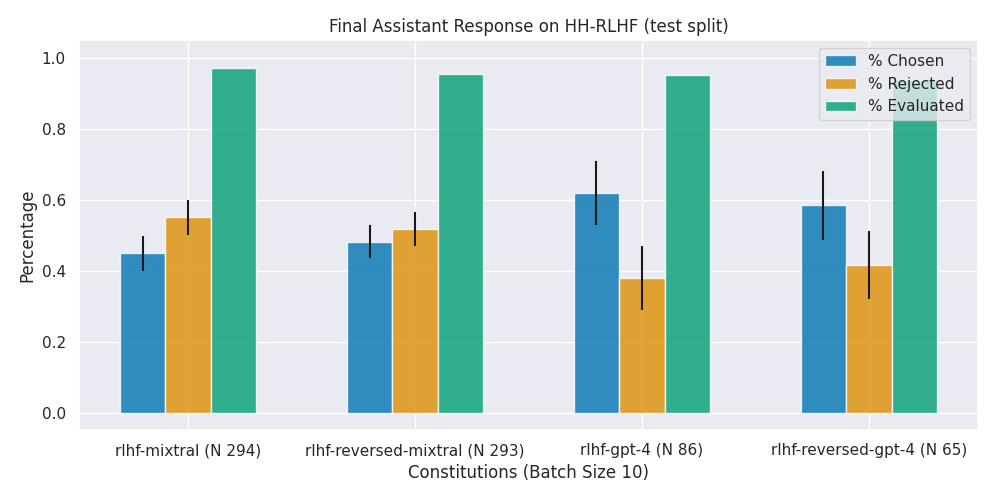 Final Assistant Response on HH-RLHF (test split)
% Chosen
% Rejected
% Evaluated
Percentage
1.0
0.8
0.6
0.4
0.2
0.0
rlhf-mixtral (N 294)
rlhf-reversed-mixtral (N 293)
rlhf-gpt-4 (N 86)
rlhf-reversed-gpt-4 (N 65)
Constitutions (Batch Size 10)